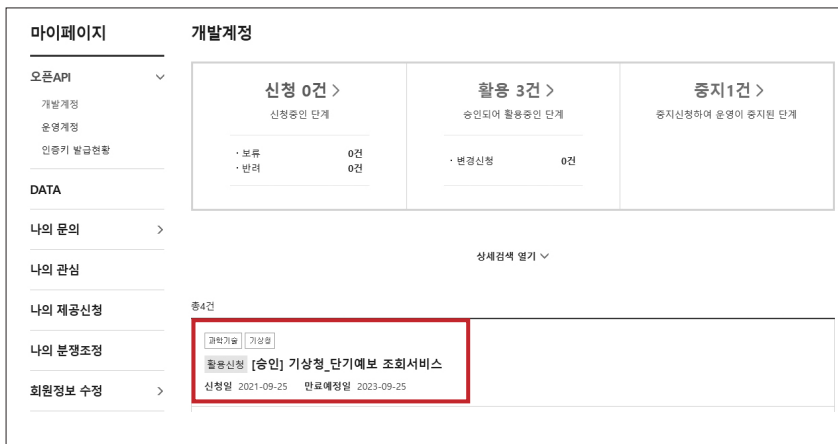 마이페이지
오픈API
개발계정
운영계정
인증키 발급현황
DATA
나의 문의
나의 관심
나의 제공신청
나의 분쟁조정
회원정보 수정
개발계정
신청 0건 >
신청중인 단계
· 보류 0건
· 반려 0건
활용 3건 >
승인되어 활용중인 단계
· 변경신청 0건
중지1건 >
중지신청하여 운영이 중지된 단계
상세검색 열기
총4건
과학기술 기상청
활용신청 [승인] 기상청_단기예보 조회서비스
신청일 2021-09-25 만료예정일 2023-09-25